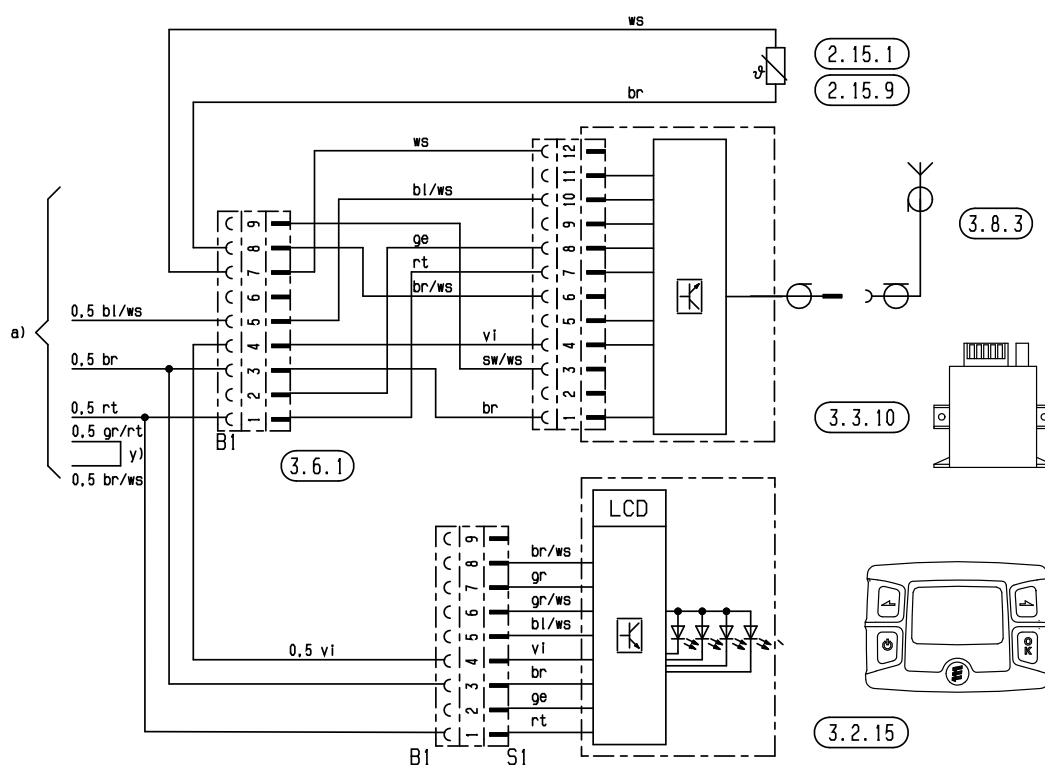 ws
2.15.1
ϑ
br
2.15.9
ws
12
11
bl/ws
10
9
9
3.8.3
ge
8
8
rt
7
7
br/ws
6
6
0,5 bl/ws
5
5
a)
vi
4
4
0,5 br
sw/ws
3
3
2
2
0,5 rt
br
1
1
3.3.10
0,5 gr/rt
B1
y)
3.6.1
0,5 br/ws
LCD
9
br/ws
8
gr
7
gr/ws
6
bl/ws
5
0,5 vi
vi
4
OK
br
3
ge
2
rt
1
3.2.15
B1
S1